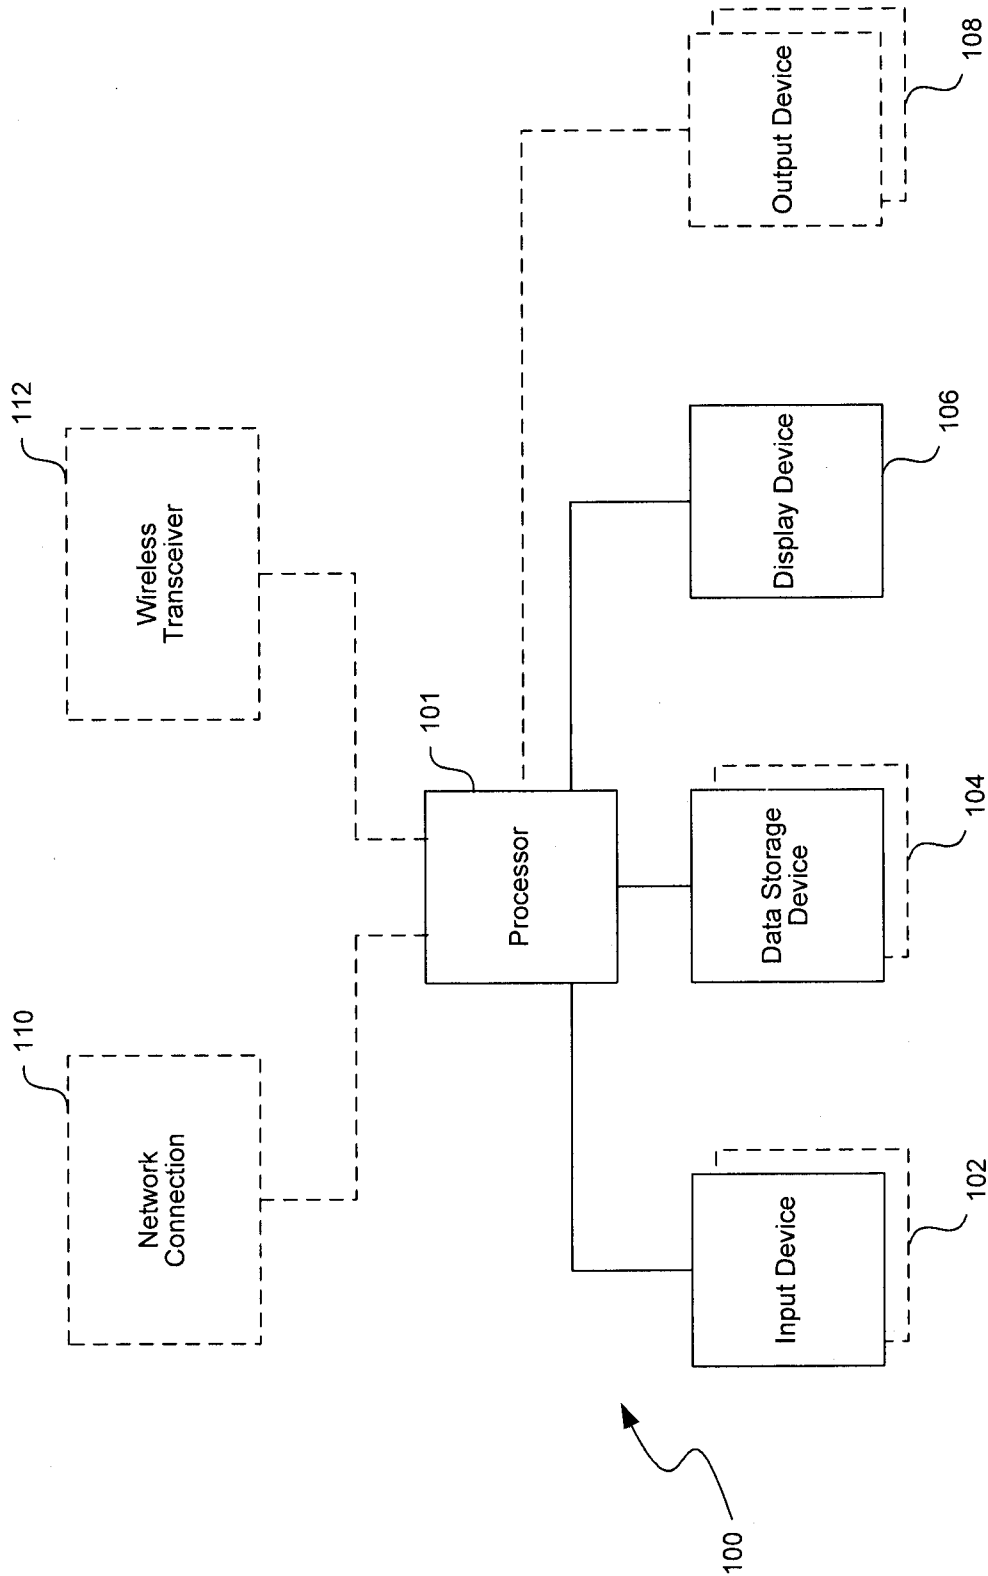 110
Network
Connection
112
Wireless
Transceiver
101
Processor
Input Device
Data Storage
Device
Display Device
Output Device
102
104
106
108
100